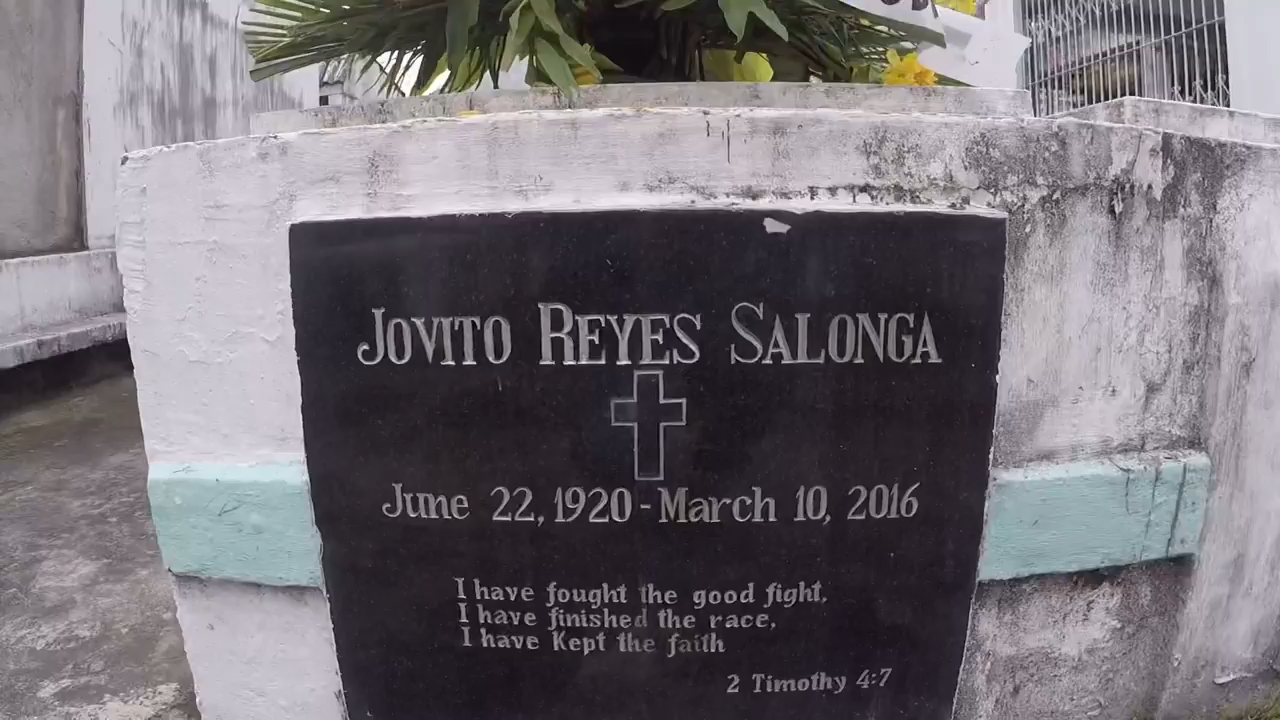 JOVITO REYES SALONGA
June 22, 1920 - March 10, 2016
I have fought the good fight,
I have finished the race,
I have Kept the faith
2 Timothy 4:7